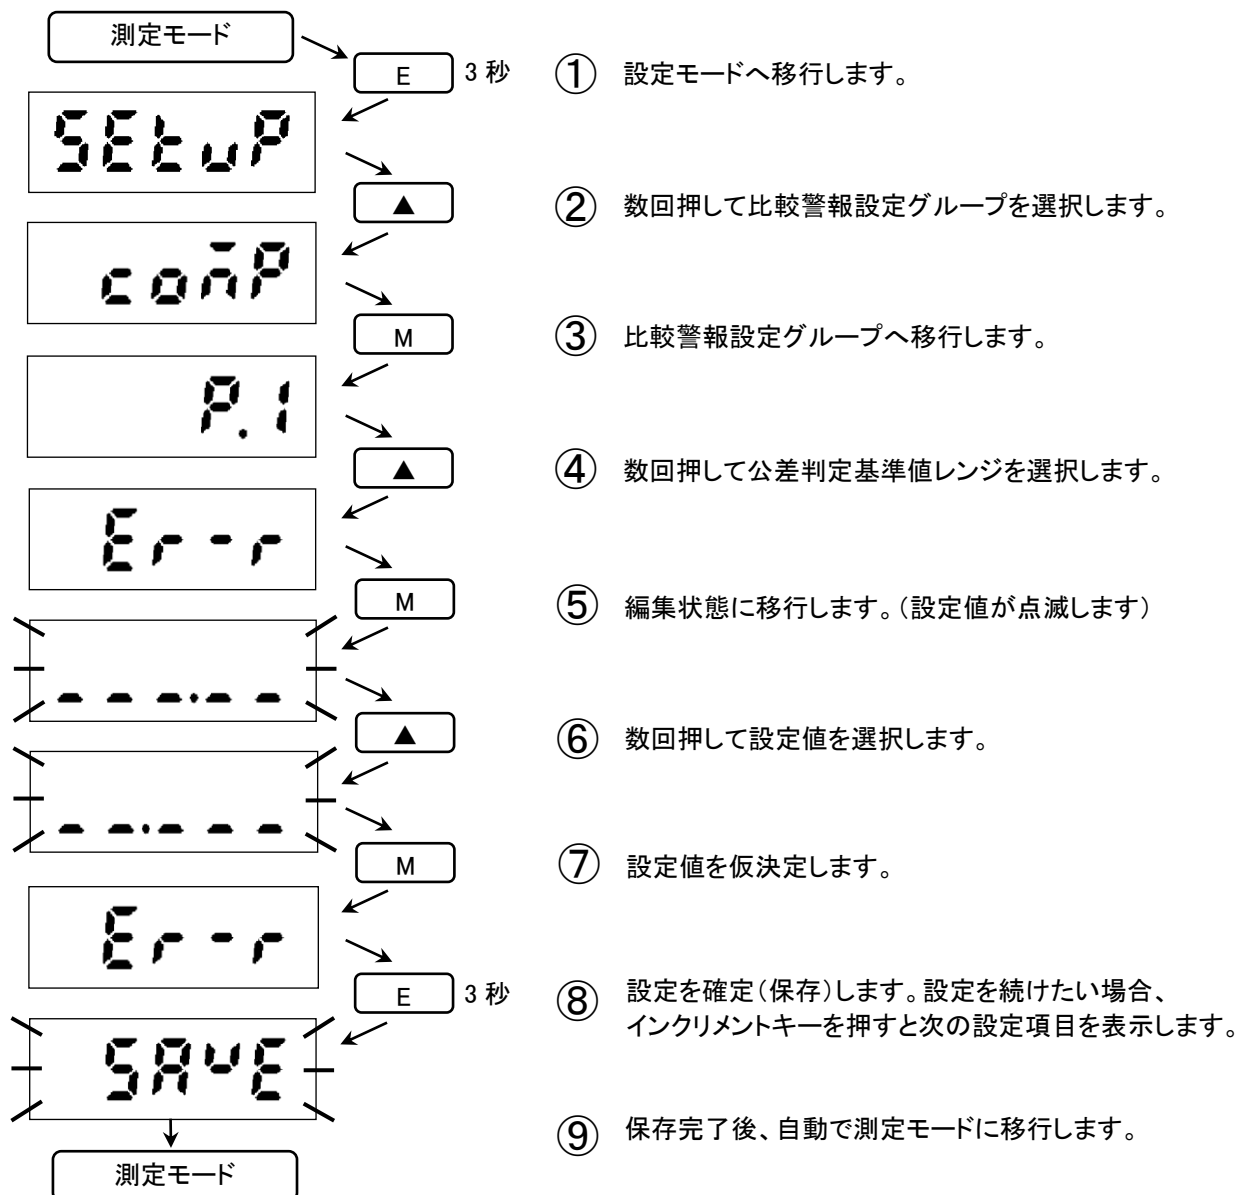 測定モード
E 3 秒 ① 設定モードへ移行します。
SEtuP
▲ ② 数回押して比較警報設定グループを選択します。
comP
M ③ 比較警報設定グループへ移行します。
P.1
▲ ④ 数回押して公差判定基準値レンジを選択します。
Er-r
M ⑤ 編集状態に移行します。(設定値が点滅します)
_ _ _._ _
▲ ⑥ 数回押して設定値を選択します。
_ _._ _ _
M ⑦ 設定値を仮決定します。
Er-r
E 3 秒 ⑧ 設定を確定(保存)します。設定を続けたい場合、
インクリメントキーを押すと次の設定項目を表示します。
SAvE
⑨ 保存完了後、自動で測定モードに移行します。
測定モード